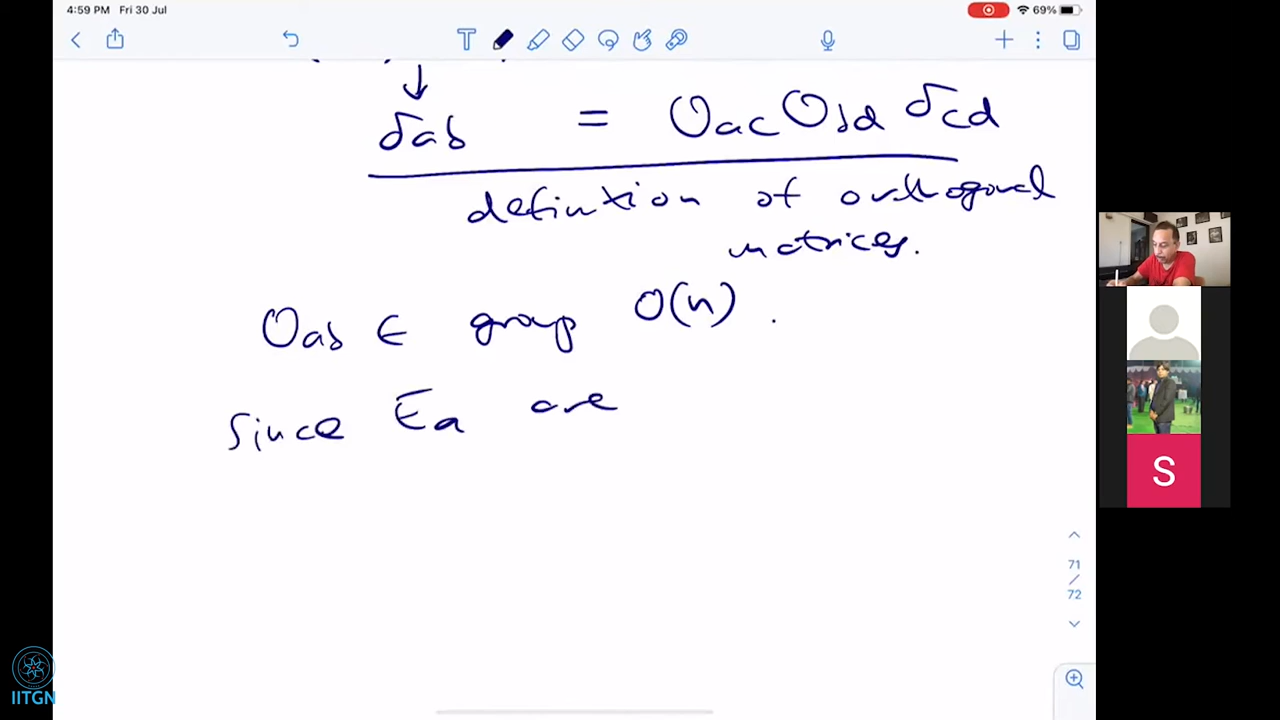 4:59 PM Fri 30 Jul
69%
↓
δab = Oac Obd δcd
defintion of orthogonal
matrices.
Oab ∈ group O(n).
Since Ea are
71
/
72
S
IITGN